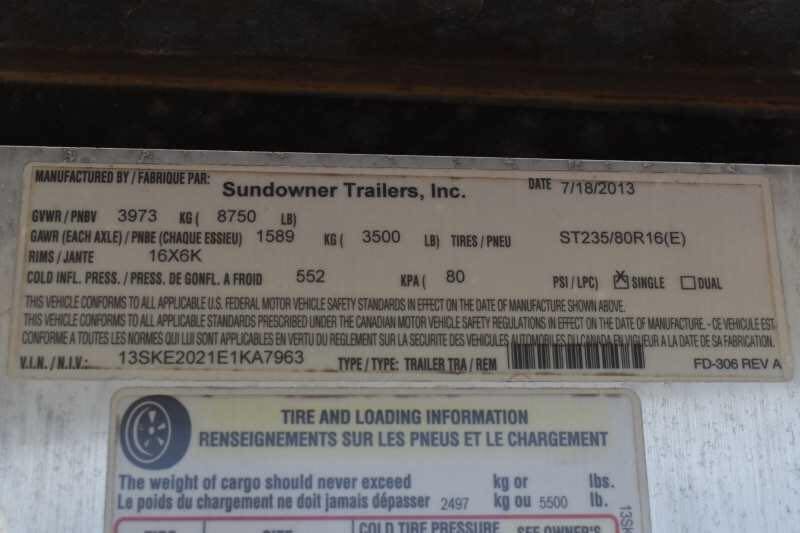 MANUFACTURED BY / FABRIQUE PAR: Sundowner Trailers, Inc. DATE 7/18/2013
GVWR / PNBV 3973 KG ( 8750 LB)
GAWR (EACH AXLE) / PNBE (CHAQUE ESSIEU) 1589 KG ( 3500 LB) TIRES / PNEU ST235/80R16(E)
RIMS / JANTE 16X6K
COLD INFL. PRESS. / PRESS. DE GONFL. A FROID 552 KPA ( 80 PSI / LPC) X SINGLE DUAL
THIS VEHICLE CONFORMS TO ALL APPLICABLE U.S. FEDERAL MOTOR VEHICLE SAFETY STANDARDS IN EFFECT ON THE DATE OF MANUFACTURE SHOWN ABOVE.
THIS VEHICLE CONFORMS TO ALL APPLICABLE STANDARDS PRESCRIBED UNDER THE CANADIAN MOTOR VEHICLE SAFETY REGULATIONS IN EFFECT ON THE DATE OF MANUFACTURE. - CE VEHICULE EST
CONFORME A TOUTES LES NORMES QUI LUI SONT APPLICABLES EN VERTU DU REGLEMENT SUR LA SECURITE DES VEHICULES AUTOMOBILES DU CANADA EN VIGUEUR A LA DATE DE SA FABRICATION.
V.I.N. / N.I.V.: 13SKE2021E1KA7963 TYPE / TYPE: TRAILER TRA / REM FD-306 REV A
TIRE AND LOADING INFORMATION
RENSEIGNEMENTS SUR LES PNEUS ET LE CHARGEMENT
The weight of cargo should never exceed kg or lbs.
Le poids du chargement ne doit jamais dépasser 2497 kg ou 5500 lb.
COLD TIRE PRESSURE SEE OWNER'S
13SK